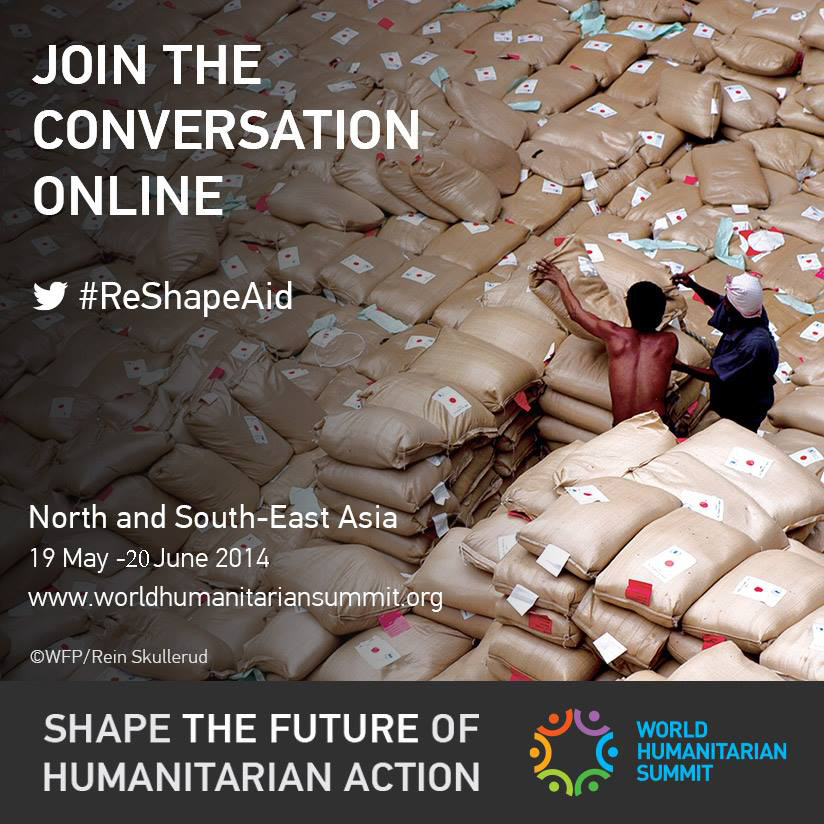 JOIN THE
CONVERSATION
ONLINE
#ReShapeAid
North and South-East Asia
19 May -20 June 2014
www.worldhumanitariansummit.org
©WFP/Rein Skullerud
SHAPE THE FUTURE OF
HUMANITARIAN ACTION
WORLD
HUMANITARIAN
SUMMIT